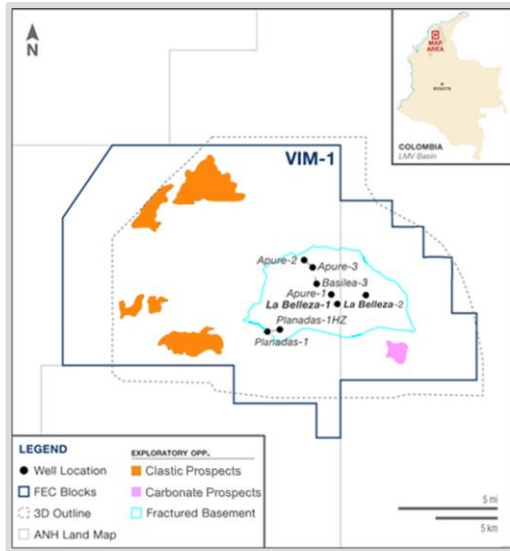 N
MAP
AREA
BOGOTA
COLOMBIA
LMV Basin
VIM-1
Apure-2
Apure-3
Basilea-3
Apure-1
La Belleza-1
La Belleza-2
Planadas-1HZ
Planadas-1
LEGEND
EXPLORATORY OPP.
Well Location
Clastic Prospects
FEC Blocks
Carbonate Prospects
3D Outline
Fractured Basement
ANH Land Map
5 mi
5 km